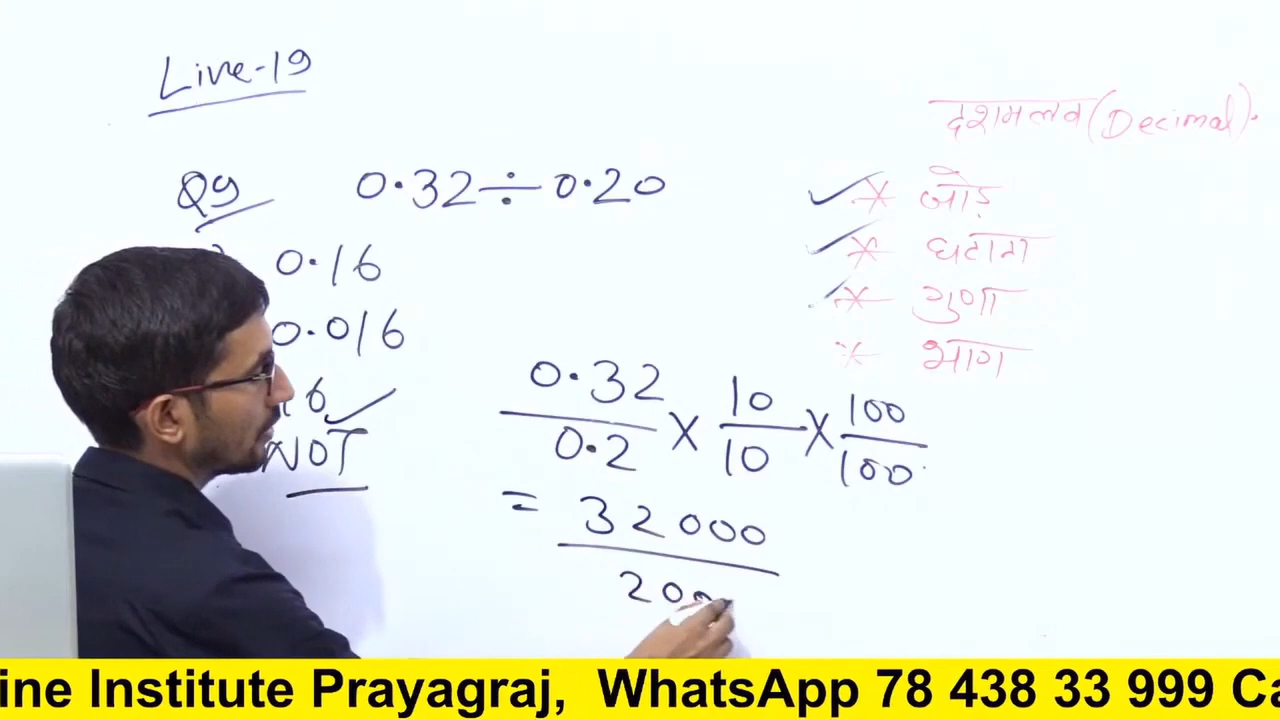 Live-19
दशमलव (Decimal).
Q9 0.32 ÷ 0.20
* जोड़
0.16
* घटाना
0.016
* गुणा
* भाग
6
NOT
0.32/0.2 × 10/10 × 100/100
= 32000/200
ine Institute Prayagraj, WhatsApp 78 438 33 999 Ca